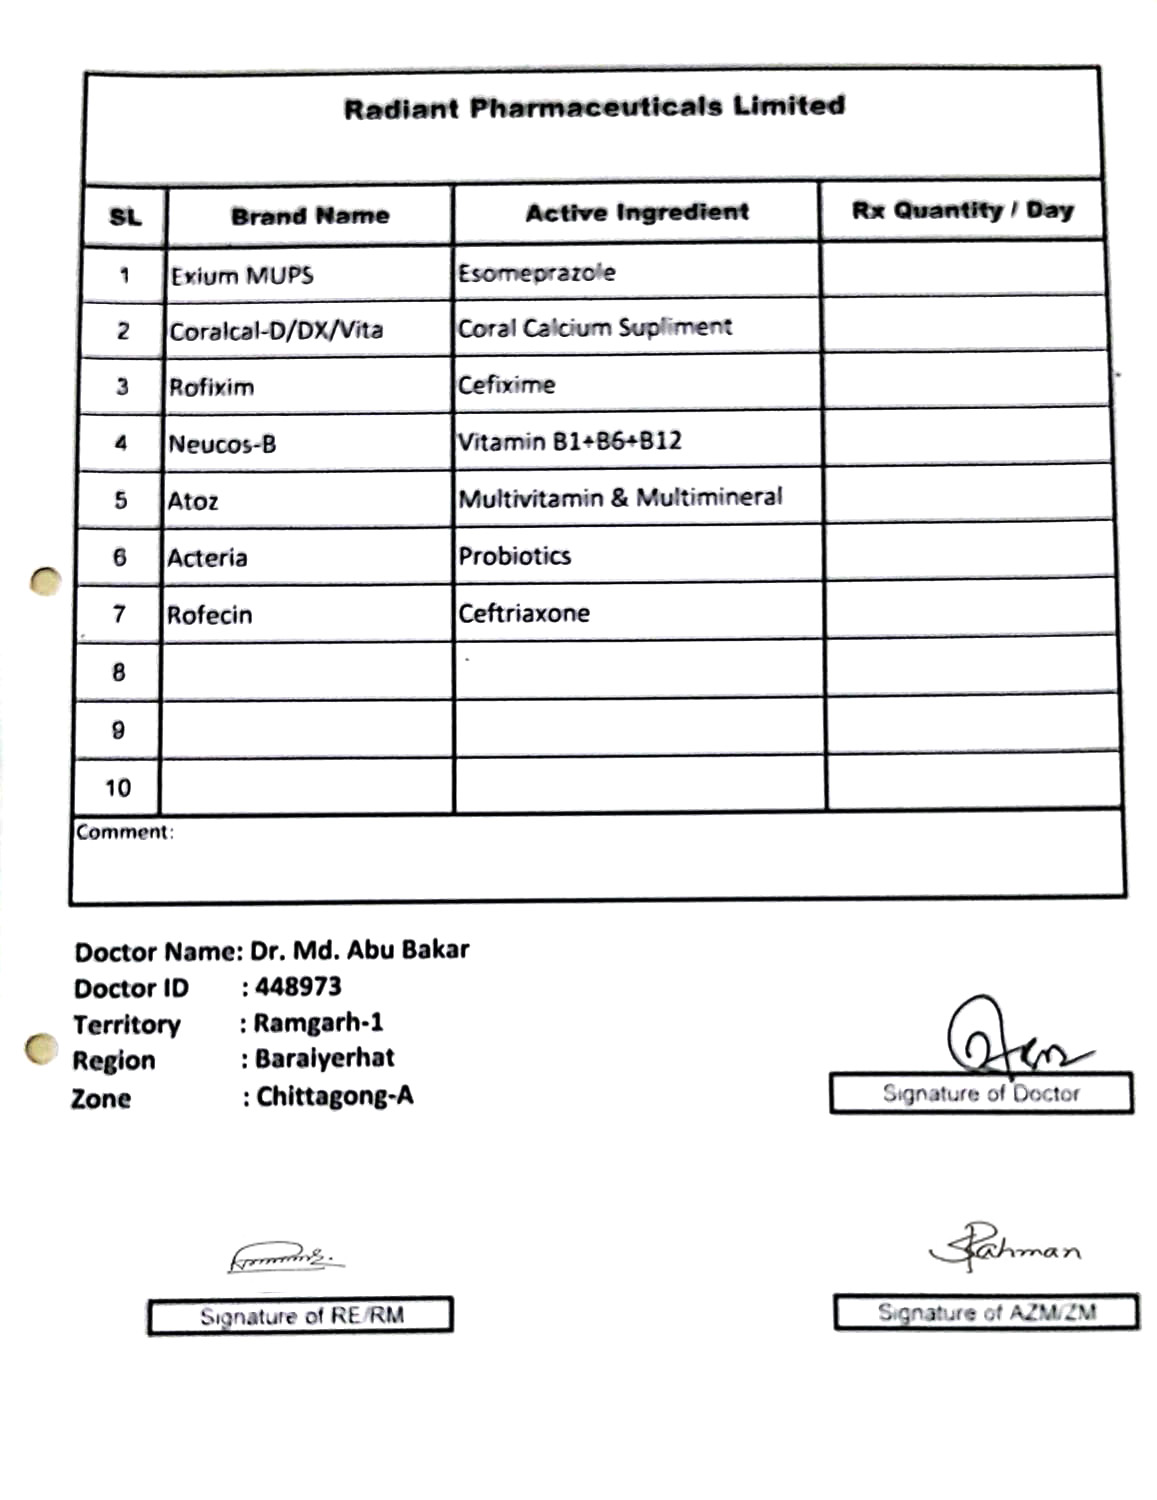 Radiant Pharmaceuticals Limited
SL Brand Name Active Ingredient Rx Quantity / Day
1 Exium MUPS Esomeprazole
2 Coralcal-D/DX/Vita Coral Calcium Supliment
3 Rofixim Cefixime
4 Neucos-B Vitamin B1+B6+B12
5 Atoz Multivitamin & Multimineral
6 Acteria Probiotics
7 Rofecin Ceftriaxone
8
9
10
Comment:
Doctor Name: Dr. Md. Abu Bakar
Doctor ID : 448973
Territory : Ramgarh-1
Region : Baraiyerhat
Zone : Chittagong-A
Signature of Doctor
Rahman
Signature of RE/RM Signature of AZM/ZM